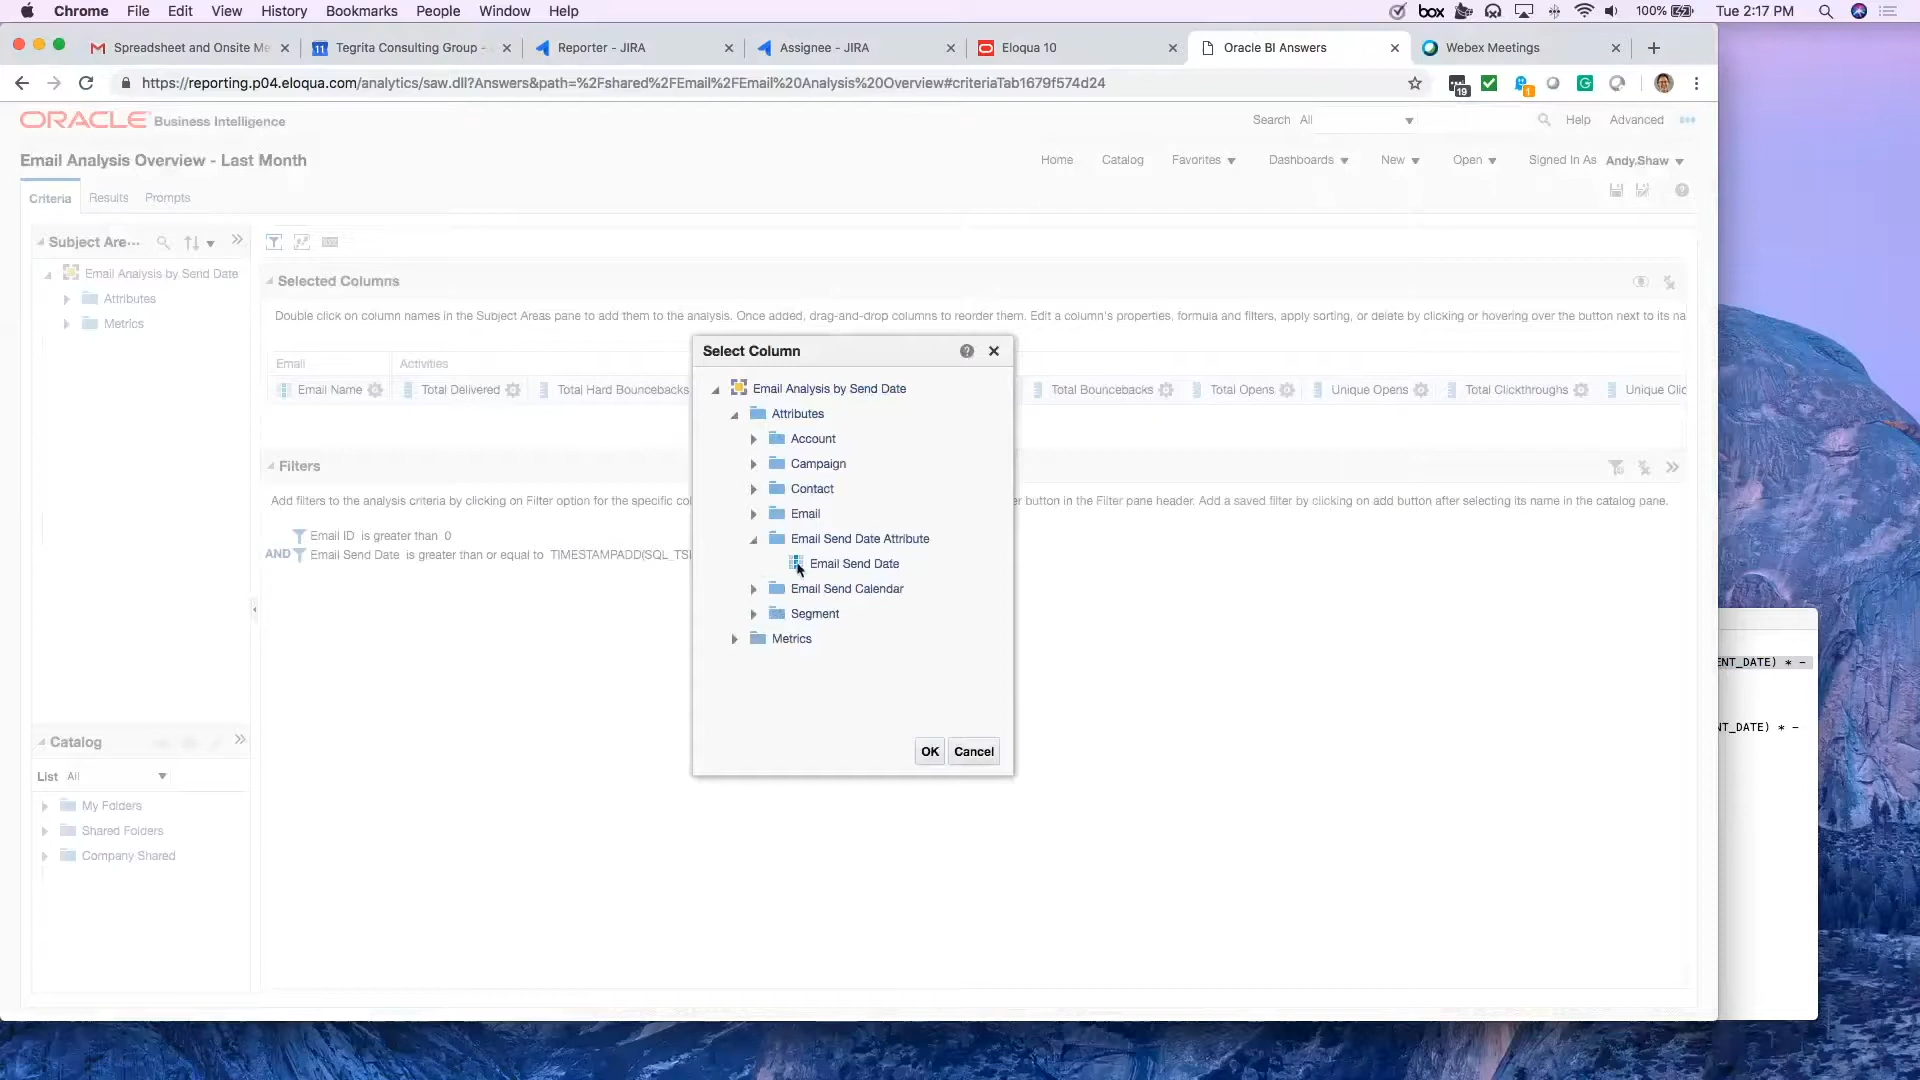 Chrome File Edit View History Bookmarks People Window Help box 100% Tue 2:17 PM
Spreadsheet and Onsite Me 11 Tegrita Consulting Group - Reporter - JIRA Assignee - JIRA Eloqua 10 Oracle BI Answers Webex Meetings
https://reporting.p04.eloqua.com/analytics/saw.dll?Answers&path=%2Fshared%2FEmail%2FEmail%20Analysis%20Overview#criteriaTab1679f574d24 19 1
ORACLE Business Intelligence Search All Help Advanced
Email Analysis Overview - Last Month Home Catalog Favorites Dashboards New Open Signed In As Andy.Shaw
Criteria Results Prompts
Subject Are...
Email Analysis by Send Date
Attributes
Metrics
Selected Columns
Double click on column names in the Subject Areas pane to add them to the analysis. Once added, drag-and-drop columns to reorder them. Edit a column's properties, formula and filters, apply sorting, or delete by clicking or hovering over the button next to its na
Email Activities
Email Name Total Delivered Total Hard Bouncebacks Total Bouncebacks Total Opens Unique Opens Total Clickthroughs Unique Clic
Filters
Add filters to the analysis criteria by clicking on Filter option for the specific co er button in the Filter pane header. Add a saved filter by clicking on add button after selecting its name in the catalog pane.
Email ID is greater than 0
AND Email Send Date is greater than or equal to TIMESTAMPADD(SQL_TS
Select Column
Email Analysis by Send Date
Attributes
Account
Campaign
Contact
Email
Email Send Date Attribute
Email Send Date
Email Send Calendar
Segment
Metrics
OK Cancel
Catalog
List All
My Folders
Shared Folders
Company Shared
ENT_DATE) * -
NT_DATE) * -